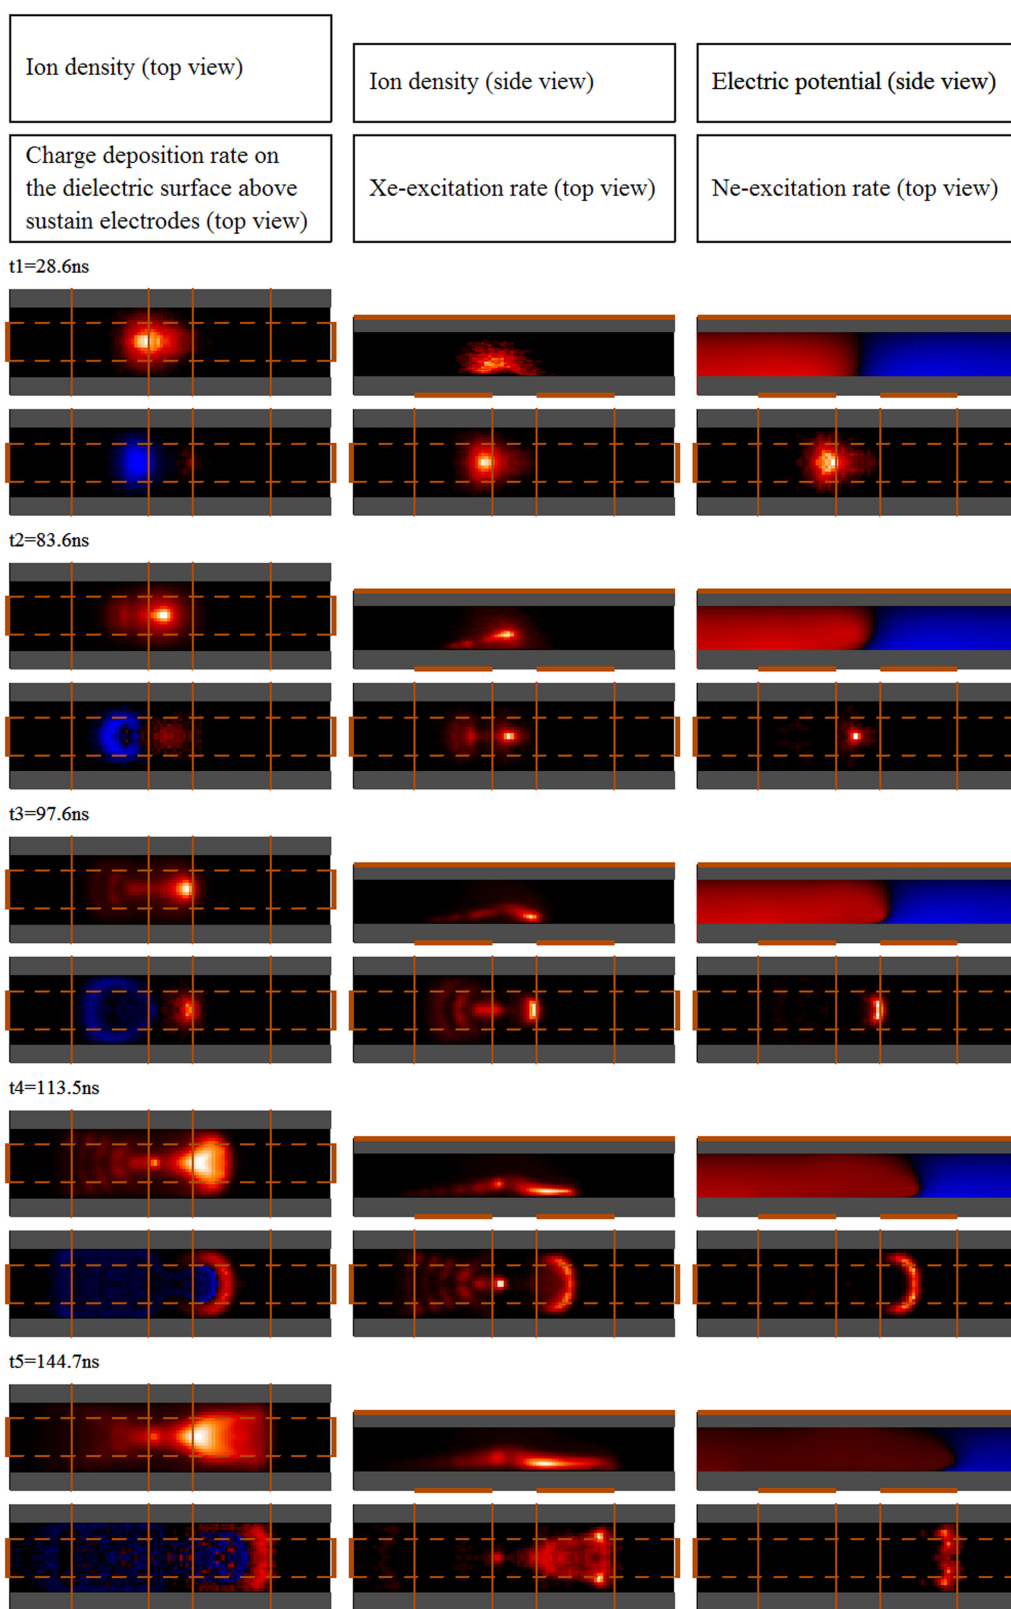 Ion density (top view)
Ion density (side view)
Electric potential (side view)
Charge deposition rate on
the dielectric surface above
sustain electrodes (top view)
Xe-excitation rate (top view)
Ne-excitation rate (top view)
t1=28.6ns
t2=83.6ns
t3=97.6ns
t4=113.5ns
t5=144.7ns